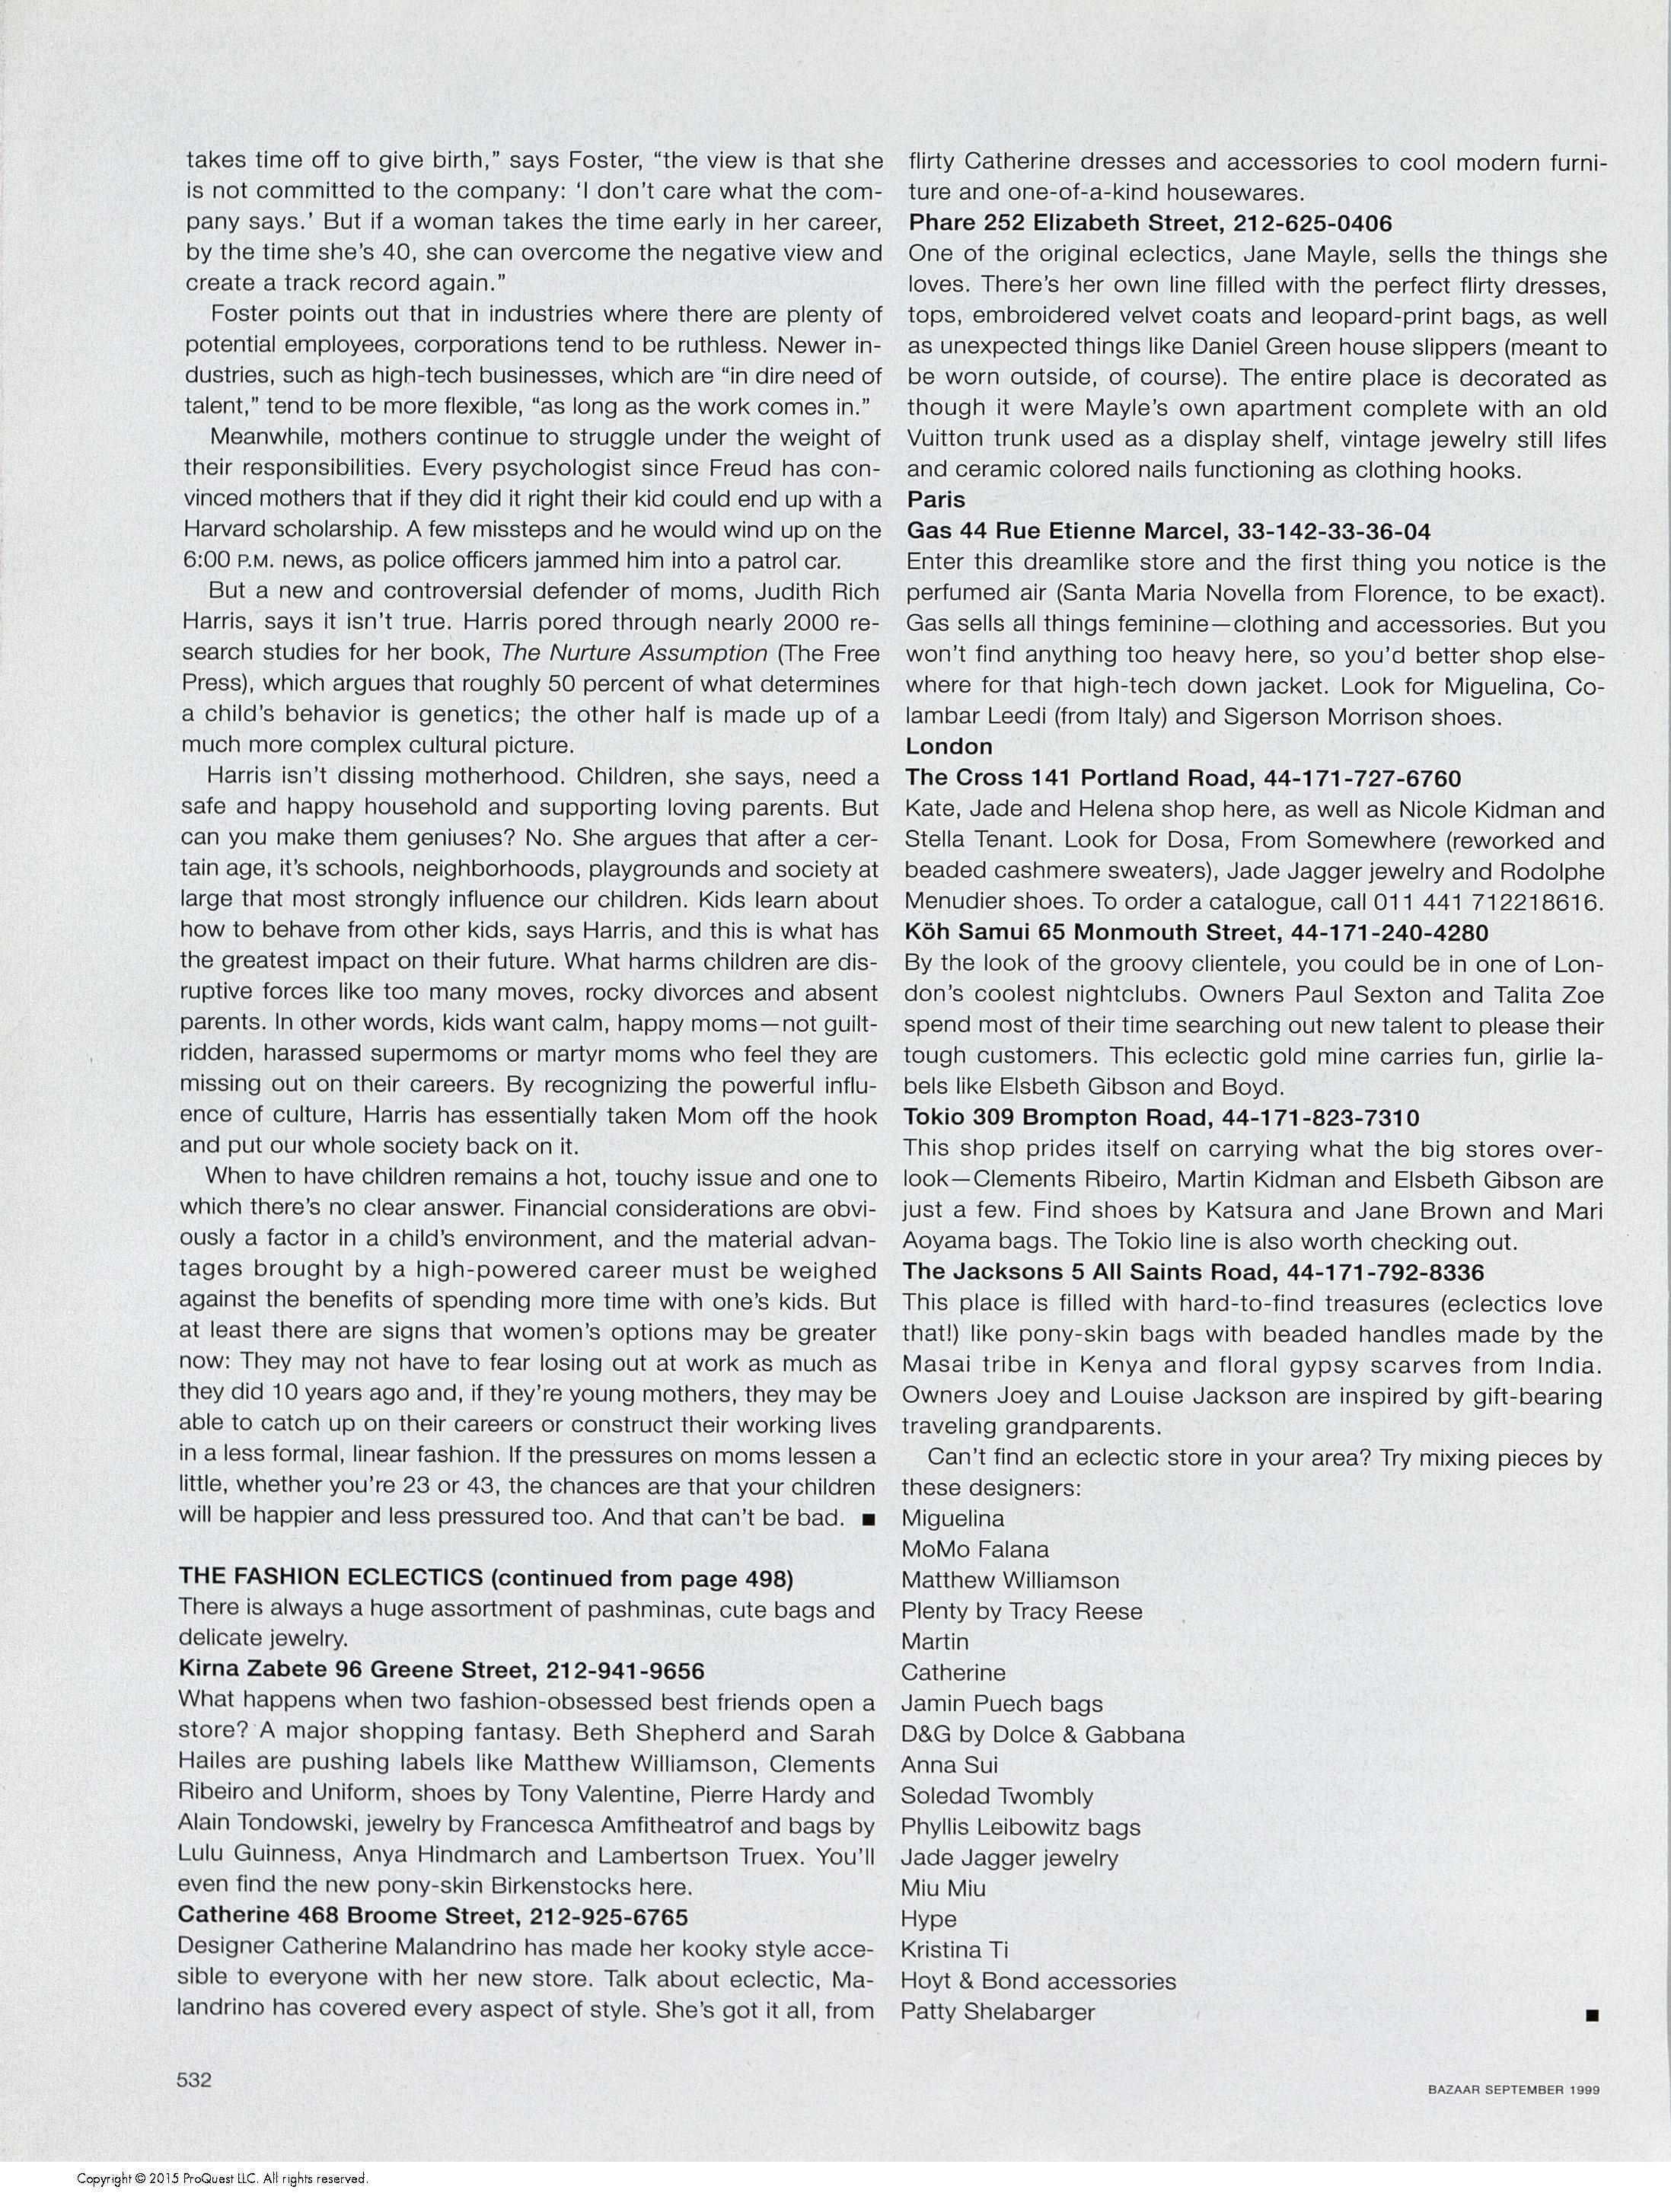 takes time off to give birth,” says Foster, “the view is that she
is not committed to the company: ‘I don’t care what the com-
pany says.’ But if a woman takes the time early in her career,
by the time she’s 40, she can overcome the negative view and
create a track record again.”
Foster points out that in industries where there are plenty of
potential employees, corporations tend to be ruthless. Newer in-
dustries, such as high-tech businesses, which are “in dire need of
talent,” tend to be more flexible, “as long as the work comes in.”
Meanwhile, mothers continue to struggle under the weight of
their responsibilities. Every psychologist since Freud has con-
vinced mothers that if they did it right their kid could end up with a
Harvard scholarship. A few missteps and he would wind up on the
6:00 P.M. news, as police officers jammed him into a patrol car.
But a new and controversial defender of moms, Judith Rich
Harris, says it isn’t true. Harris pored through nearly 2000 re-
search studies for her book, The Nurture Assumption (The Free
Press), which argues that roughly 50 percent of what determines
a child’s behavior is genetics; the other half is made up of a
much more complex cultural picture.
Harris isn’t dissing motherhood. Children, she says, need a
safe and happy household and supporting loving parents. But
can you make them geniuses? No. She argues that after a cer-
tain age, it’s schools, neighborhoods, playgrounds and society at
large that most strongly influence our children. Kids learn about
how to behave from other kids, says Harris, and this is what has
the greatest impact on their future. What harms children are dis-
ruptive forces like too many moves, rocky divorces and absent
parents. In other words, kids want calm, happy moms—not guilt-
ridden, harassed supermoms or martyr moms who feel they are
missing out on their careers. By recognizing the powerful influ-
ence of culture, Harris has essentially taken Mom off the hook
and put our whole society back on it.
When to have children remains a hot, touchy issue and one to
which there’s no clear answer. Financial considerations are obvi-
ously a factor in a child’s environment, and the material advan-
tages brought by a high-powered career must be weighed
against the benefits of spending more time with one’s kids. But
at least there are signs that women’s options may be greater
now: They may not have to fear losing out at work as much as
they did 10 years ago and, if they’re young mothers, they may be
able to catch up on their careers or construct their working lives
in a less formal, linear fashion. If the pressures on moms lessen a
little, whether you’re 23 or 43, the chances are that your children
will be happier and less pressured too. And that can’t be bad. ■
THE FASHION ECLECTICS (continued from page 498)
There is always a huge assortment of pashminas, cute bags and
delicate jewelry.
Kirna Zabete 96 Greene Street, 212-941-9656
What happens when two fashion-obsessed best friends open a
store? A major shopping fantasy. Beth Shepherd and Sarah
Hailes are pushing labels like Matthew Williamson, Clements
Ribeiro and Uniform, shoes by Tony Valentine, Pierre Hardy and
Alain Tondowski, jewelry by Francesca Amfitheatrof and bags by
Lulu Guinness, Anya Hindmarch and Lambertson Truex. You’ll
even find the new pony-skin Birkenstocks here.
Catherine 468 Broome Street, 212-925-6765
Designer Catherine Malandrino has made her kooky style acce-
sible to everyone with her new store. Talk about eclectic, Ma-
landrino has covered every aspect of style. She’s got it all, from
flirty Catherine dresses and accessories to cool modern furni-
ture and one-of-a-kind housewares.
Phare 252 Elizabeth Street, 212-625-0406
One of the original eclectics, Jane Mayle, sells the things she
loves. There’s her own line filled with the perfect flirty dresses,
tops, embroidered velvet coats and leopard-print bags, as well
as unexpected things like Daniel Green house slippers (meant to
be worn outside, of course). The entire place is decorated as
though it were Mayle’s own apartment complete with an old
Vuitton trunk used as a display shelf, vintage jewelry still lifes
and ceramic colored nails functioning as clothing hooks.
Paris
Gas 44 Rue Etienne Marcel, 33-142-33-36-04
Enter this dreamlike store and the first thing you notice is the
perfumed air (Santa Maria Novella from Florence, to be exact).
Gas sells all things feminine—clothing and accessories. But you
won’t find anything too heavy here, so you’d better shop else-
where for that high-tech down jacket. Look for Miguelina, Co-
lambar Leedi (from Italy) and Sigerson Morrison shoes.
London
The Cross 141 Portland Road, 44-171-727-6760
Kate, Jade and Helena shop here, as well as Nicole Kidman and
Stella Tenant. Look for Dosa, From Somewhere (reworked and
beaded cashmere sweaters), Jade Jagger jewelry and Rodolphe
Menudier shoes. To order a catalogue, call 011 441 712218616.
Köh Samui 65 Monmouth Street, 44-171-240-4280
By the look of the groovy clientele, you could be in one of Lon-
don’s coolest nightclubs. Owners Paul Sexton and Talita Zoe
spend most of their time searching out new talent to please their
tough customers. This eclectic gold mine carries fun, girlie la-
bels like Elsbeth Gibson and Boyd.
Tokio 309 Brompton Road, 44-171-823-7310
This shop prides itself on carrying what the big stores over-
look—Clements Ribeiro, Martin Kidman and Elsbeth Gibson are
just a few. Find shoes by Katsura and Jane Brown and Mari
Aoyama bags. The Tokio line is also worth checking out.
The Jacksons 5 All Saints Road, 44-171-792-8336
This place is filled with hard-to-find treasures (eclectics love
that!) like pony-skin bags with beaded handles made by the
Masai tribe in Kenya and floral gypsy scarves from India.
Owners Joey and Louise Jackson are inspired by gift-bearing
traveling grandparents.
Can’t find an eclectic store in your area? Try mixing pieces by
these designers:
Miguelina
MoMo Falana
Matthew Williamson
Plenty by Tracy Reese
Martin
Catherine
Jamin Puech bags
D&G by Dolce & Gabbana
Anna Sui
Soledad Twombly
Phyllis Leibowitz bags
Jade Jagger jewelry
Miu Miu
Hype
Kristina Ti
Hoyt & Bond accessories
Patty Shelabarger ■
532
BAZAAR SEPTEMBER 1999
Copyright © 2015 ProQuest LLC. All rights reserved.